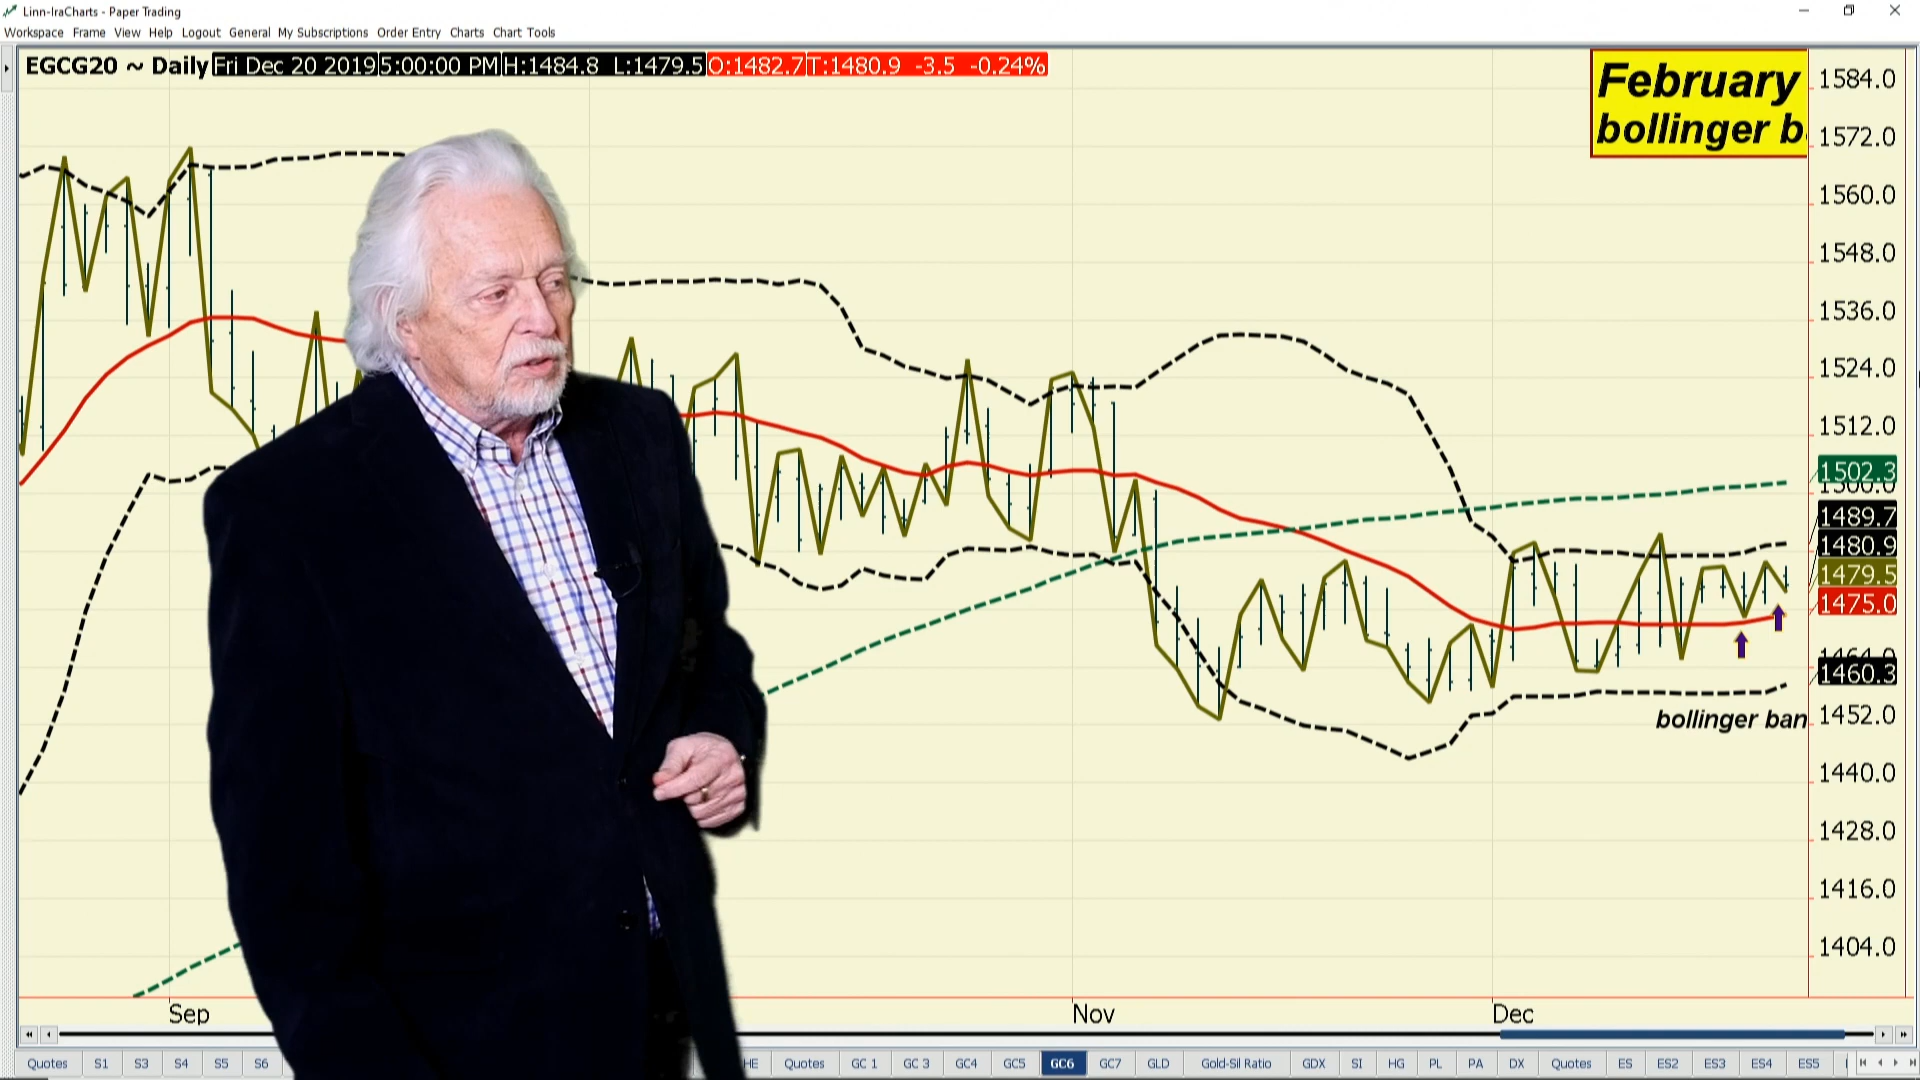 Linn-IraCharts - Paper Trading
Workspace Frame View Help Logout General My Subscriptions Order Entry Charts Chart Tools
EGCG20 ~ Daily Fri Dec 20 2019 5:00:00 PM H:1484.8 L:1479.5 O:1482.7 T:1480.9 -3.5 -0.24%
February
bollinger b
1584.0
1572.0
1560.0
1548.0
1536.0
1524.0
1512.0
1502.3
1500.0
1489.7
1480.9
1479.5
1475.0
1464.0
1460.3
bollinger ban
1452.0
1440.0
1428.0
1416.0
1404.0
Sep Nov Dec
Quotes S1 S3 S4 S5 S6 HE Quotes GC 1 GC 3 GC4 GC5 GC6 GC7 GLD Gold-Sil Ratio GDX SI HG PL PA DX Quotes ES ES2 ES3 ES4 ES5